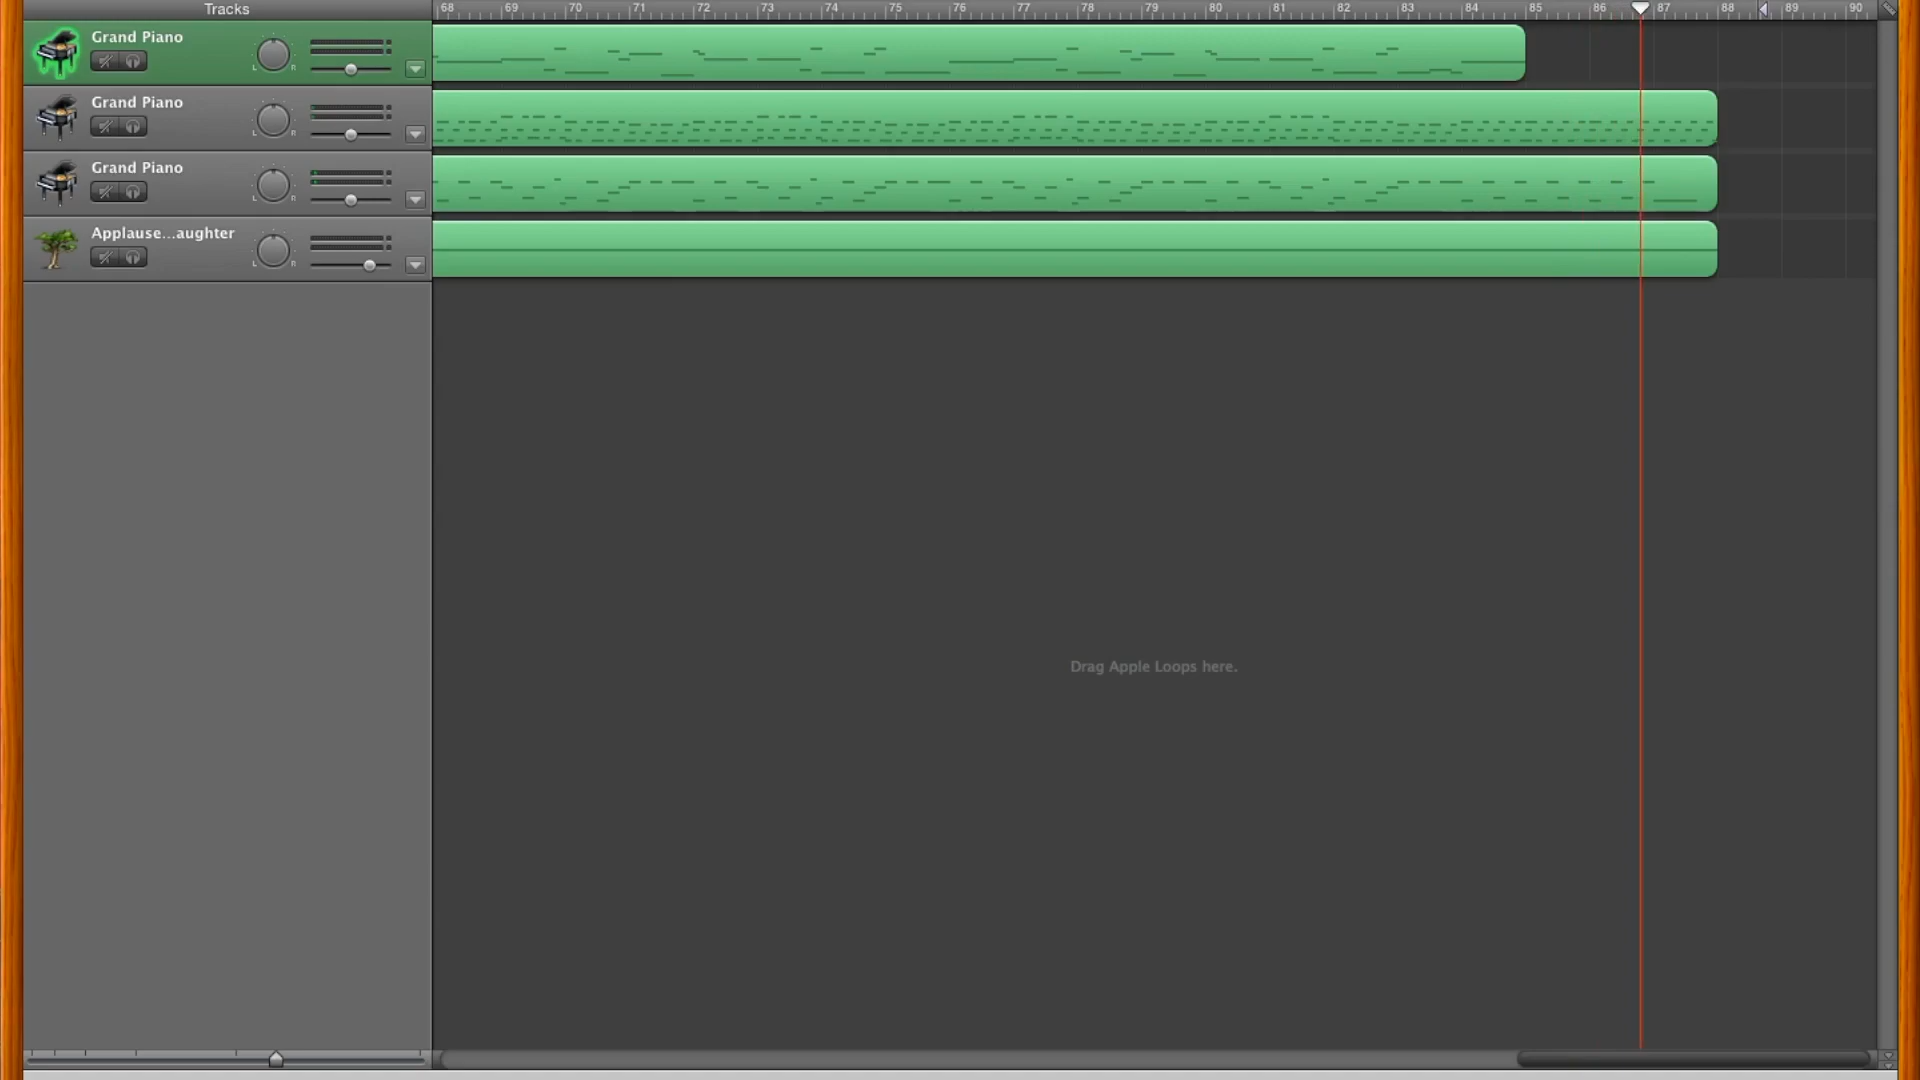 Tracks
68 69 70 71 72 73 74 75 76 77 78 79 80 81 82 83 84 85 86 87 88 89 90
Grand Piano
L R
Grand Piano
L R
Grand Piano
L R
Applause...aughter
L R
Drag Apple Loops here.